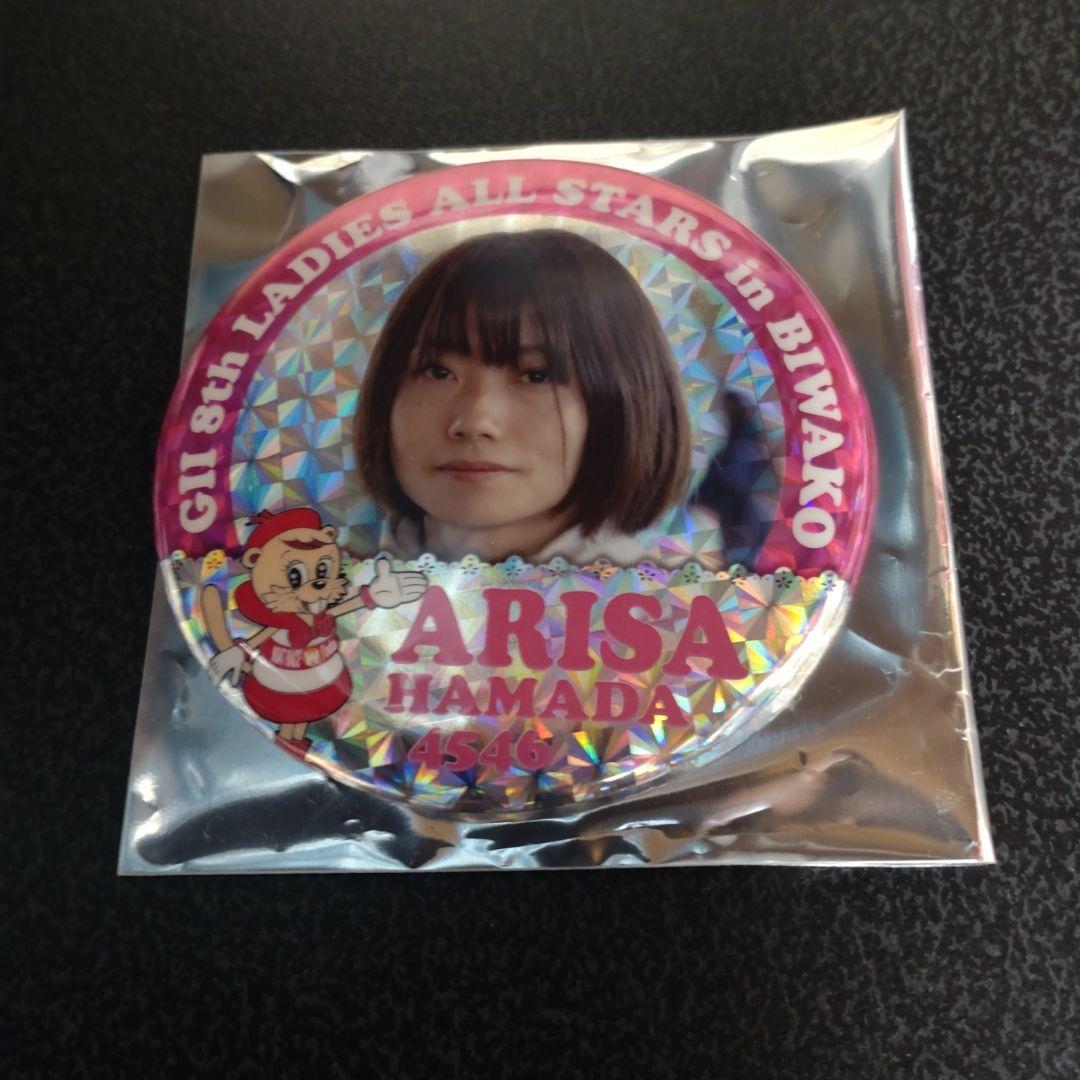 GII 8th LADIES ALL STARS in BIWAKO
ARISA
HAMADA
4546